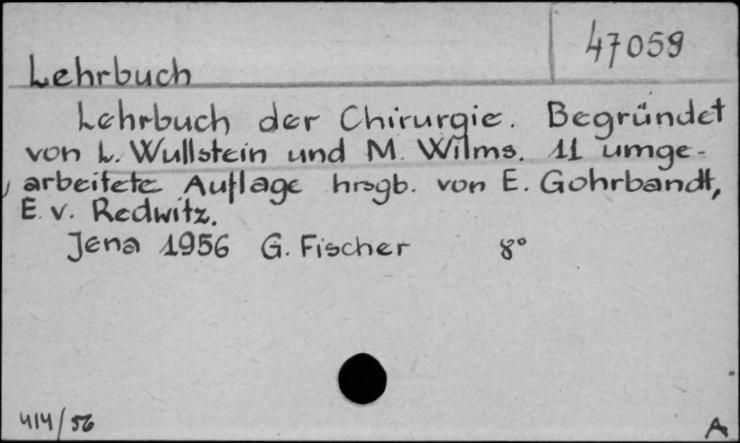 47059
Lehrbuch
Lehrbuch der Chirurgie. Begründet
von L. Wullstein und M. Wilms. 11 umge-
arbeitete Auflage hrsgb. von E. Gohrbandt,
E. v. Redwitz.
Jena 1956 G. Fischer 8°
414/56
A